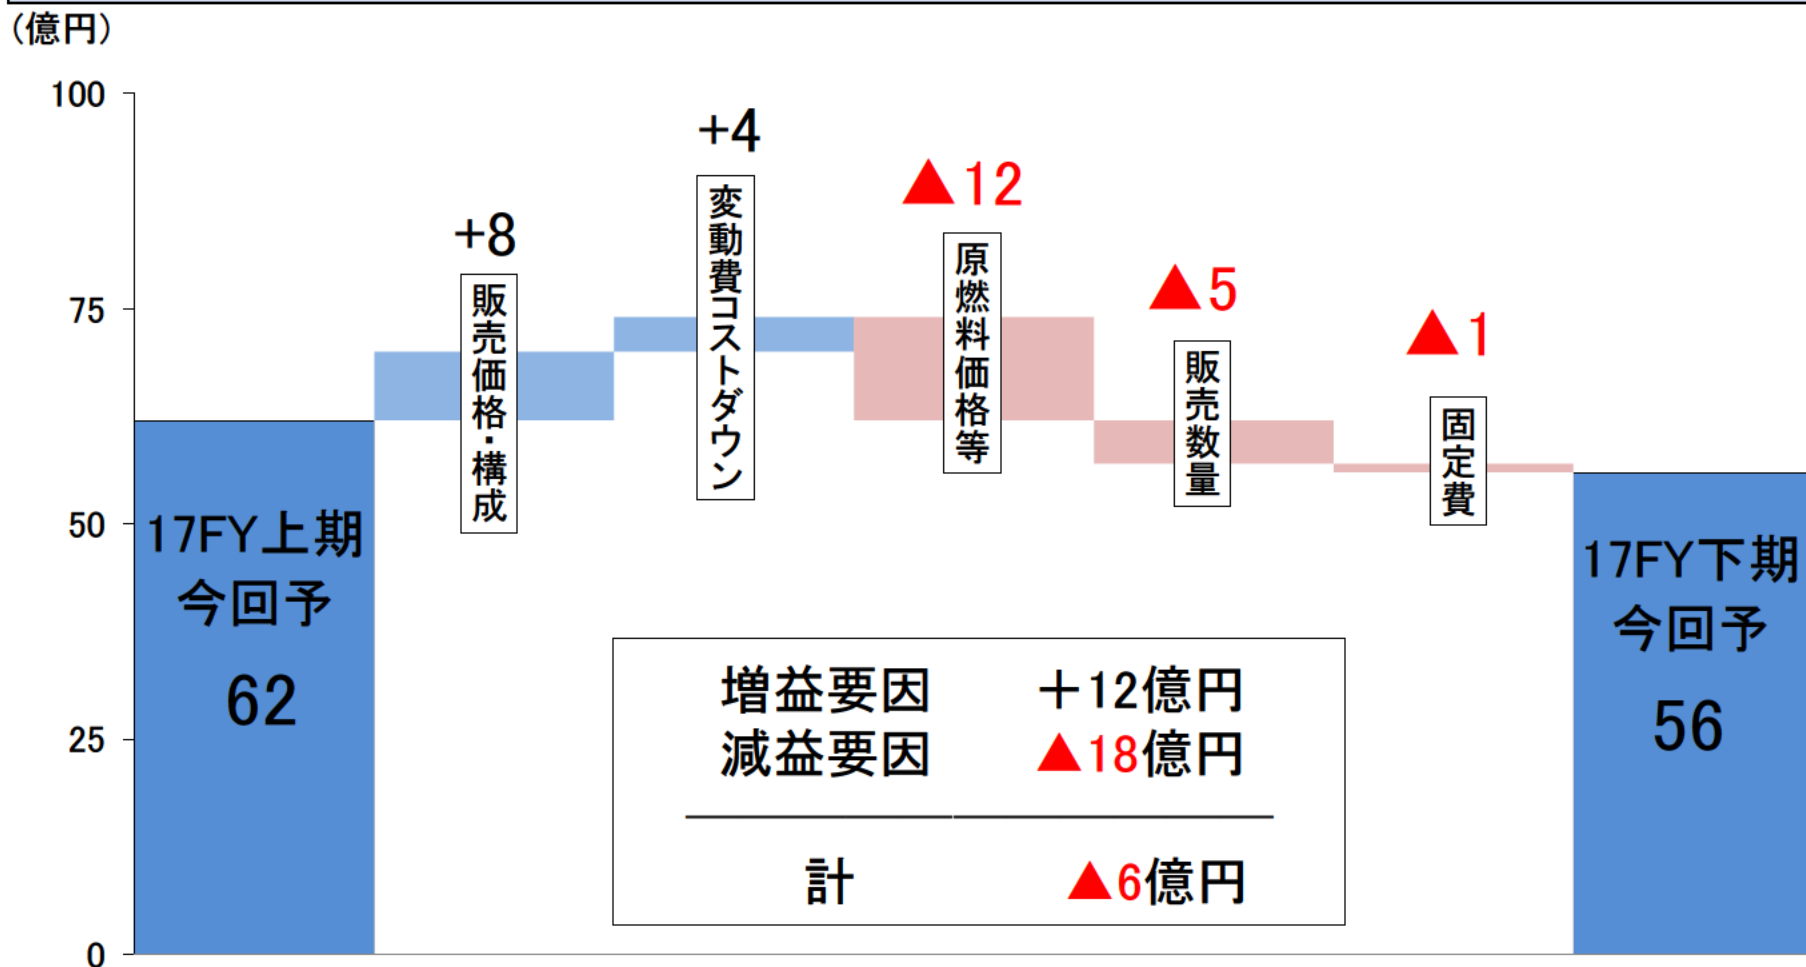 (億円)
100
75
50
25
0
17FY上期
今回予
62
+8
販売価格・構成
+4
変動費コストダウン
▲12
原燃料価格等
▲5
販売数量
▲1
固定費
17FY下期
今回予
56
増益要因 +12億円
減益要因 ▲18億円
計 ▲6億円